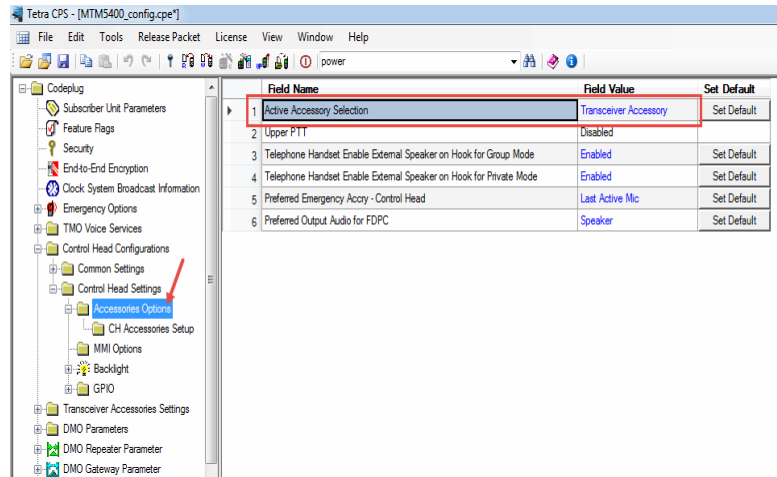 Tetra CPS - [MTM5400_config.cpe*]
File Edit Tools Release Packet License View Window Help
power
Codeplug
Subscriber Unit Parameters
Feature Flags
Security
End-to-End Encryption
Clock System Broadcast Information
Emergency Options
TMO Voice Services
Control Head Configurations
Common Settings
Control Head Settings
Accessories Options
CH Accessories Setup
MMI Options
Backlight
GPIO
Transceiver Accessories Settings
DMO Parameters
DMO Repeater Parameter
DMO Gateway Parameter
Field Name Field Value Set Default
1 Active Accessory Selection Transceiver Accessory Set Default
2 Upper PTT Disabled
3 Telephone Handset Enable External Speaker on Hook for Group Mode Enabled Set Default
4 Telephone Handset Enable External Speaker on Hook for Private Mode Enabled Set Default
5 Preferred Emergency Accry - Control Head Last Active Mic Set Default
6 Preferred Output Audio for FDPC Speaker Set Default